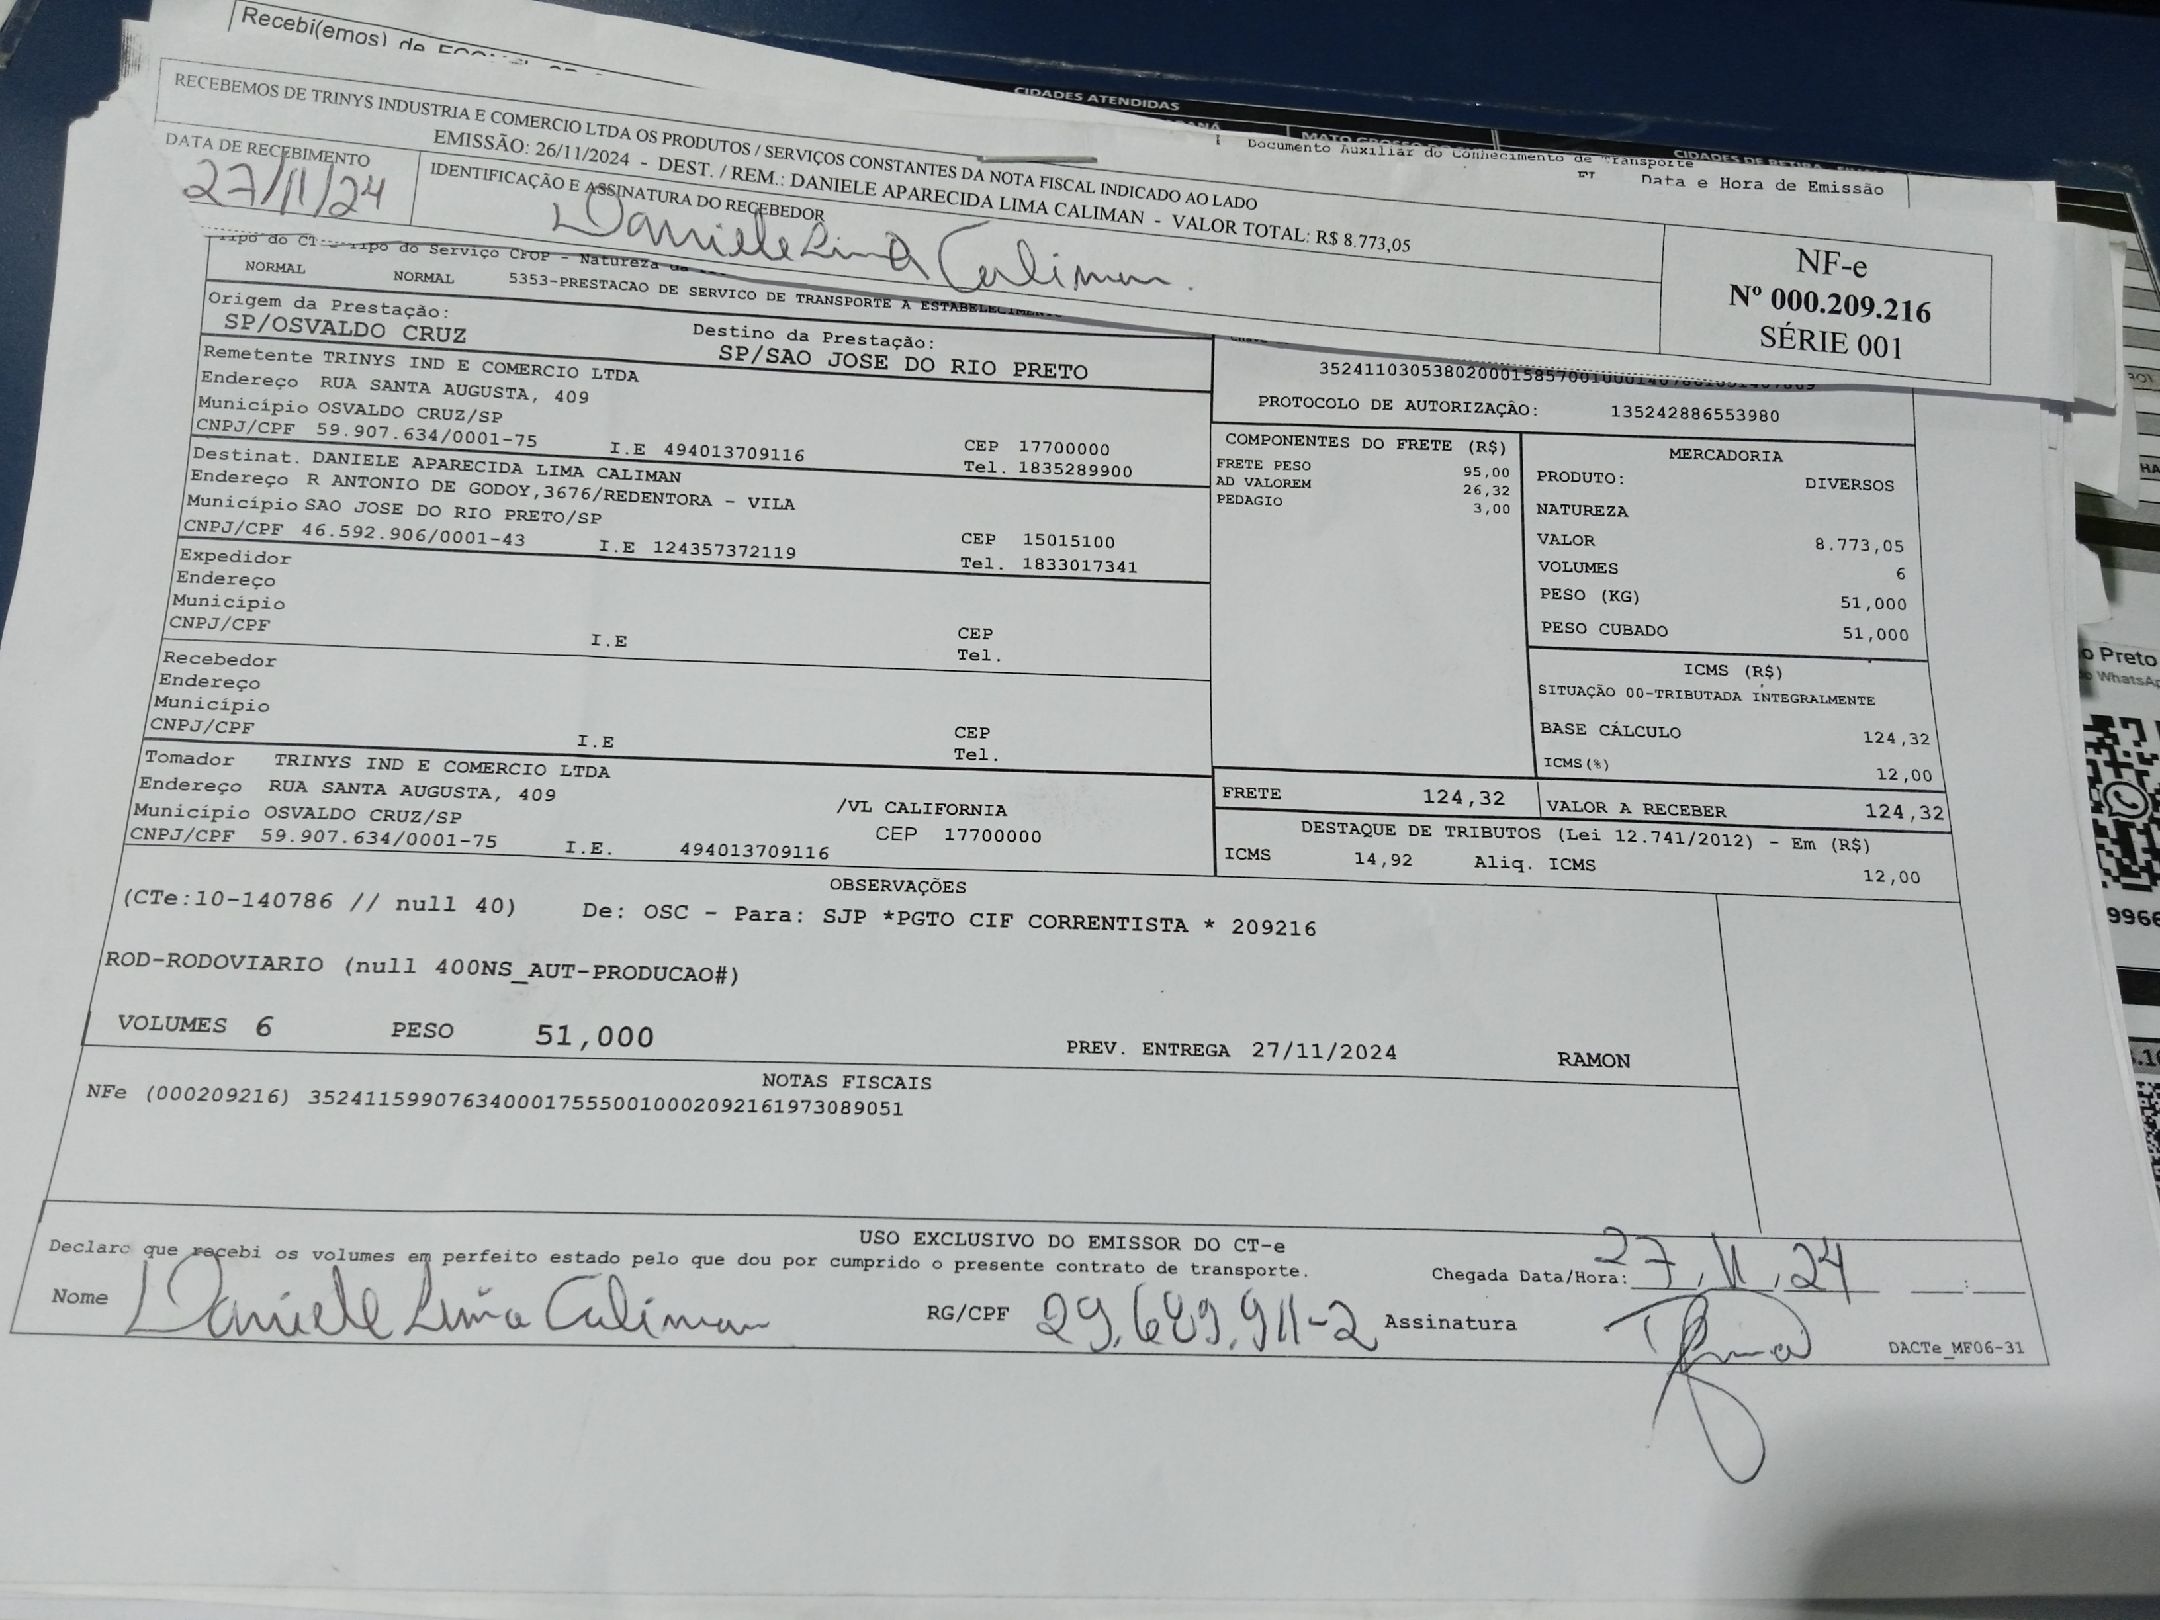 Recebi(emos) de
CIDADES ATENDIDAS
RECEBEMOS DE TRINYS INDUSTRIA E COMERCIO LTDA OS PRODUTOS / SERVIÇOS CONSTANTES DA NOTA FISCAL INDICADO AO LADO
EMISSÃO: 26/11/2024 - DEST. / REM.: DANIELE APARECIDA LIMA CALIMAN - VALOR TOTAL: R$ 8.773,05
DATA DE RECEBIMENTO
27/11/24
IDENTIFICAÇÃO E ASSINATURA DO RECEBEDOR
Daniele Lima Caliman.
NF-e
Nº 000.209.216
SÉRIE 001
Documento Auxiliar do Conhecimento de Transporte
Data e Hora de Emissão
Tipo do CT Tipo do Serviço CFOP - Natureza da
NORMAL NORMAL 5353-PRESTACAO DE SERVICO DE TRANSPORTE A ESTABELECIMENTO
Origem da Prestação: Destino da Prestação:
SP/OSVALDO CRUZ SP/SAO JOSE DO RIO PRETO
Remetente TRINYS IND E COMERCIO LTDA
Endereço RUA SANTA AUGUSTA, 409
Município OSVALDO CRUZ/SP CEP 17700000
CNPJ/CPF 59.907.634/0001-75 I.E 494013709116 Tel. 1835289900
Destinat. DANIELE APARECIDA LIMA CALIMAN
Endereço R ANTONIO DE GODOY,3676/REDENTORA - VILA
Município SAO JOSE DO RIO PRETO/SP CEP 15015100
CNPJ/CPF 46.592.906/0001-43 I.E 124357372119 Tel. 1833017341
Expedidor
Endereço
Município CEP
CNPJ/CPF I.E Tel.
Recebedor
Endereço
Município CEP
CNPJ/CPF I.E Tel.
Tomador TRINYS IND E COMERCIO LTDA
Endereço RUA SANTA AUGUSTA, 409 /VL CALIFORNIA
Município OSVALDO CRUZ/SP CEP 17700000
CNPJ/CPF 59.907.634/0001-75 I.E. 494013709116
PROTOCOLO DE AUTORIZAÇÃO: 135242886553980
COMPONENTES DO FRETE (R$)
FRETE PESO 95,00
AD VALOREM 26,32
PEDAGIO 3,00
MERCADORIA
PRODUTO: DIVERSOS
NATUREZA
VALOR 8.773,05
VOLUMES 6
PESO (KG) 51,000
PESO CUBADO 51,000
ICMS (R$)
SITUAÇÃO 00-TRIBUTADA INTEGRALMENTE
BASE CÁLCULO 124,32
ICMS(%) 12,00
FRETE 124,32 VALOR A RECEBER 124,32
DESTAQUE DE TRIBUTOS (Lei 12.741/2012) - Em (R$)
ICMS 14,92 Aliq. ICMS 12,00
OBSERVAÇÕES
(CTe:10-140786 // null 40) De: OSC - Para: SJP *PGTO CIF CORRENTISTA * 209216
ROD-RODOVIARIO (null 400NS_AUT-PRODUCAO#)
VOLUMES 6 PESO 51,000 PREV. ENTREGA 27/11/2024 RAMON
NOTAS FISCAIS
NFe (000209216) 35241159907634000175550010002092161973089051
USO EXCLUSIVO DO EMISSOR DO CT-e
Declaro que recebi os volumes em perfeito estado pelo que dou por cumprido o presente contrato de transporte.
Chegada Data/Hora: 27, 11, 24 :
Nome Daniele Lima Caliman RG/CPF 29.689.911-2 Assinatura
DACTe_MF06-31
o Preto
WhatsAp